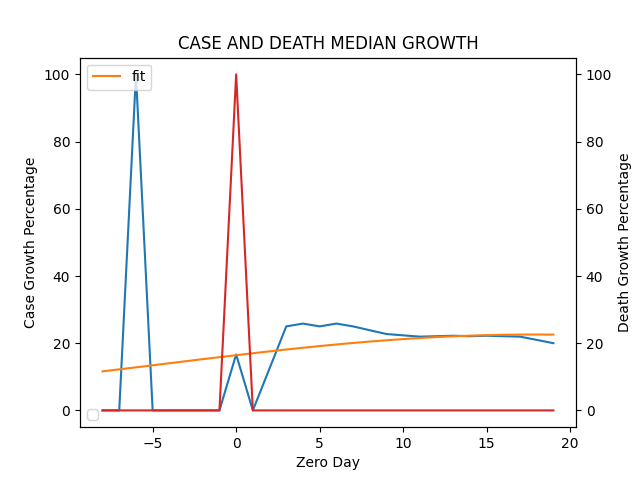 CASE AND DEATH MEDIAN GROWTH
fit
100
80
60
40
20
0
Case Growth Percentage
100
80
60
40
20
0
Death Growth Percentage
−5 0 5 10 15 20
Zero Day